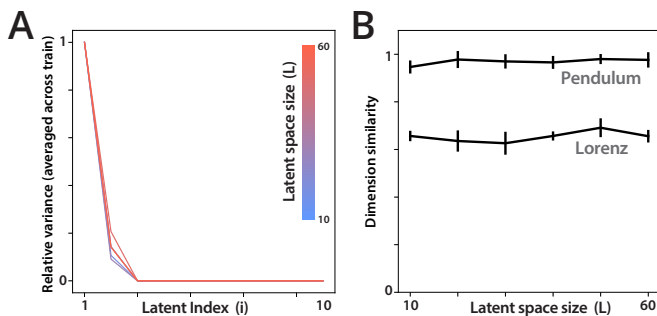 A
Relative variance (averaged across train)
1
0
1
Latent Index (i)
10
Latent space size (L)
60
10
B
Dimension similarity
1
0
Pendulum
Lorenz
10
Latent space size (L)
60